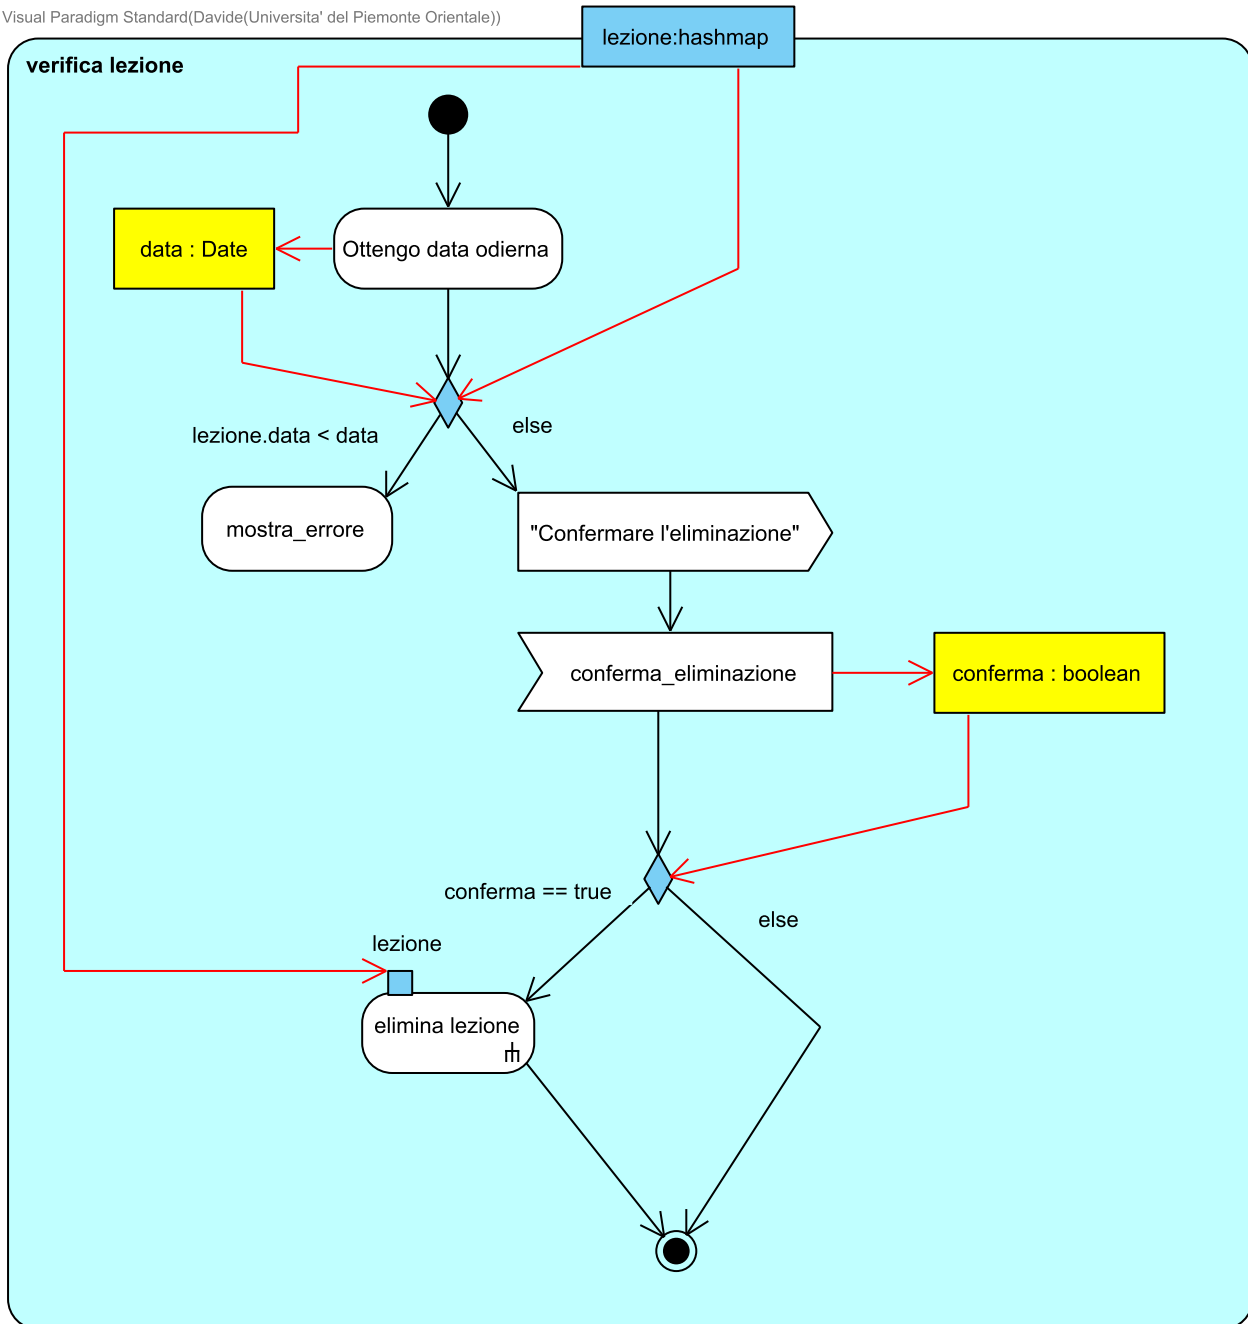 Visual Paradigm Standard(Davide(Universita' del Piemonte Orientale))
lezione:hashmap
verifica lezione
data : Date
Ottengo data odierna
lezione.data < data
else
mostra_errore
"Confermare l'eliminazione"
conferma_eliminazione
conferma : boolean
conferma == true
else
lezione
elimina lezione